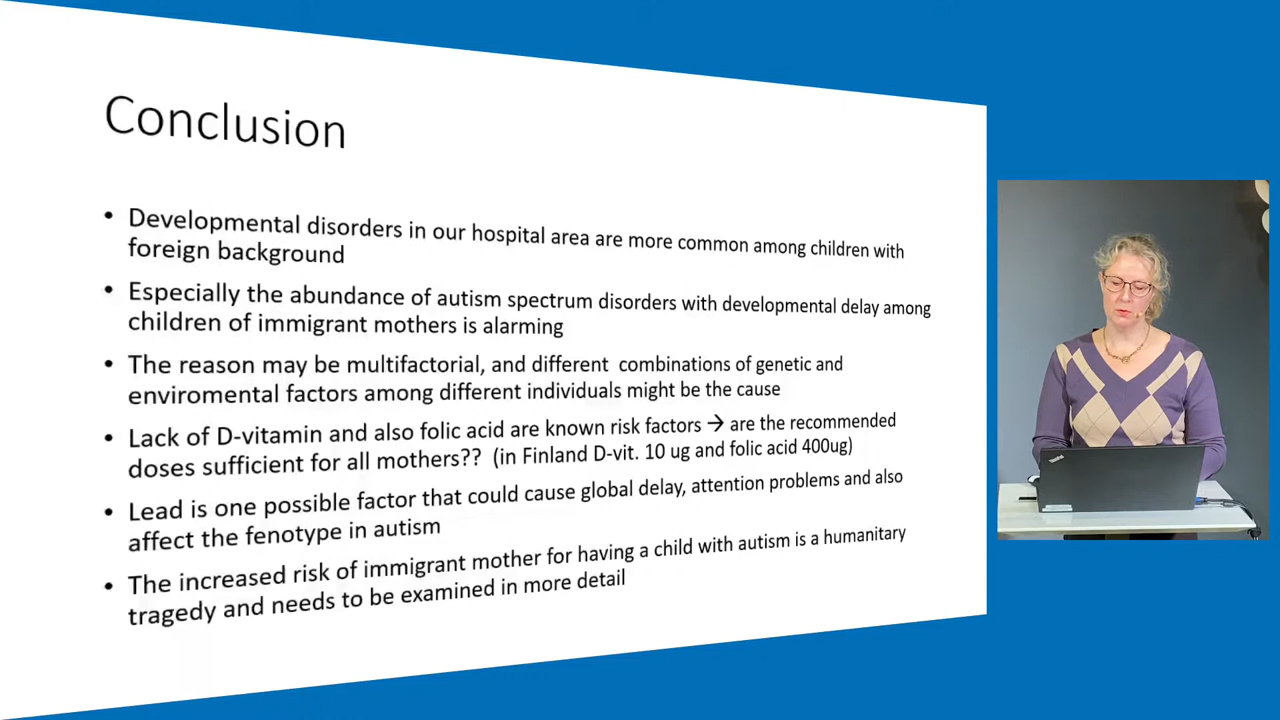 Conclusion
• Developmental disorders in our hospital area are more common among children with
foreign background
• Especially the abundance of autism spectrum disorders with developmental delay among
children of immigrant mothers is alarming
• The reason may be multifactorial, and different combinations of genetic and
enviromental factors among different individuals might be the cause
• Lack of D-vitamin and also folic acid are known risk factors → are the recommended
doses sufficient for all mothers?? (in Finland D-vit. 10 ug and folic acid 400ug)
• Lead is one possible factor that could cause global delay, attention problems and also
affect the fenotype in autism
• The increased risk of immigrant mother for having a child with autism is a humanitary
tragedy and needs to be examined in more detail